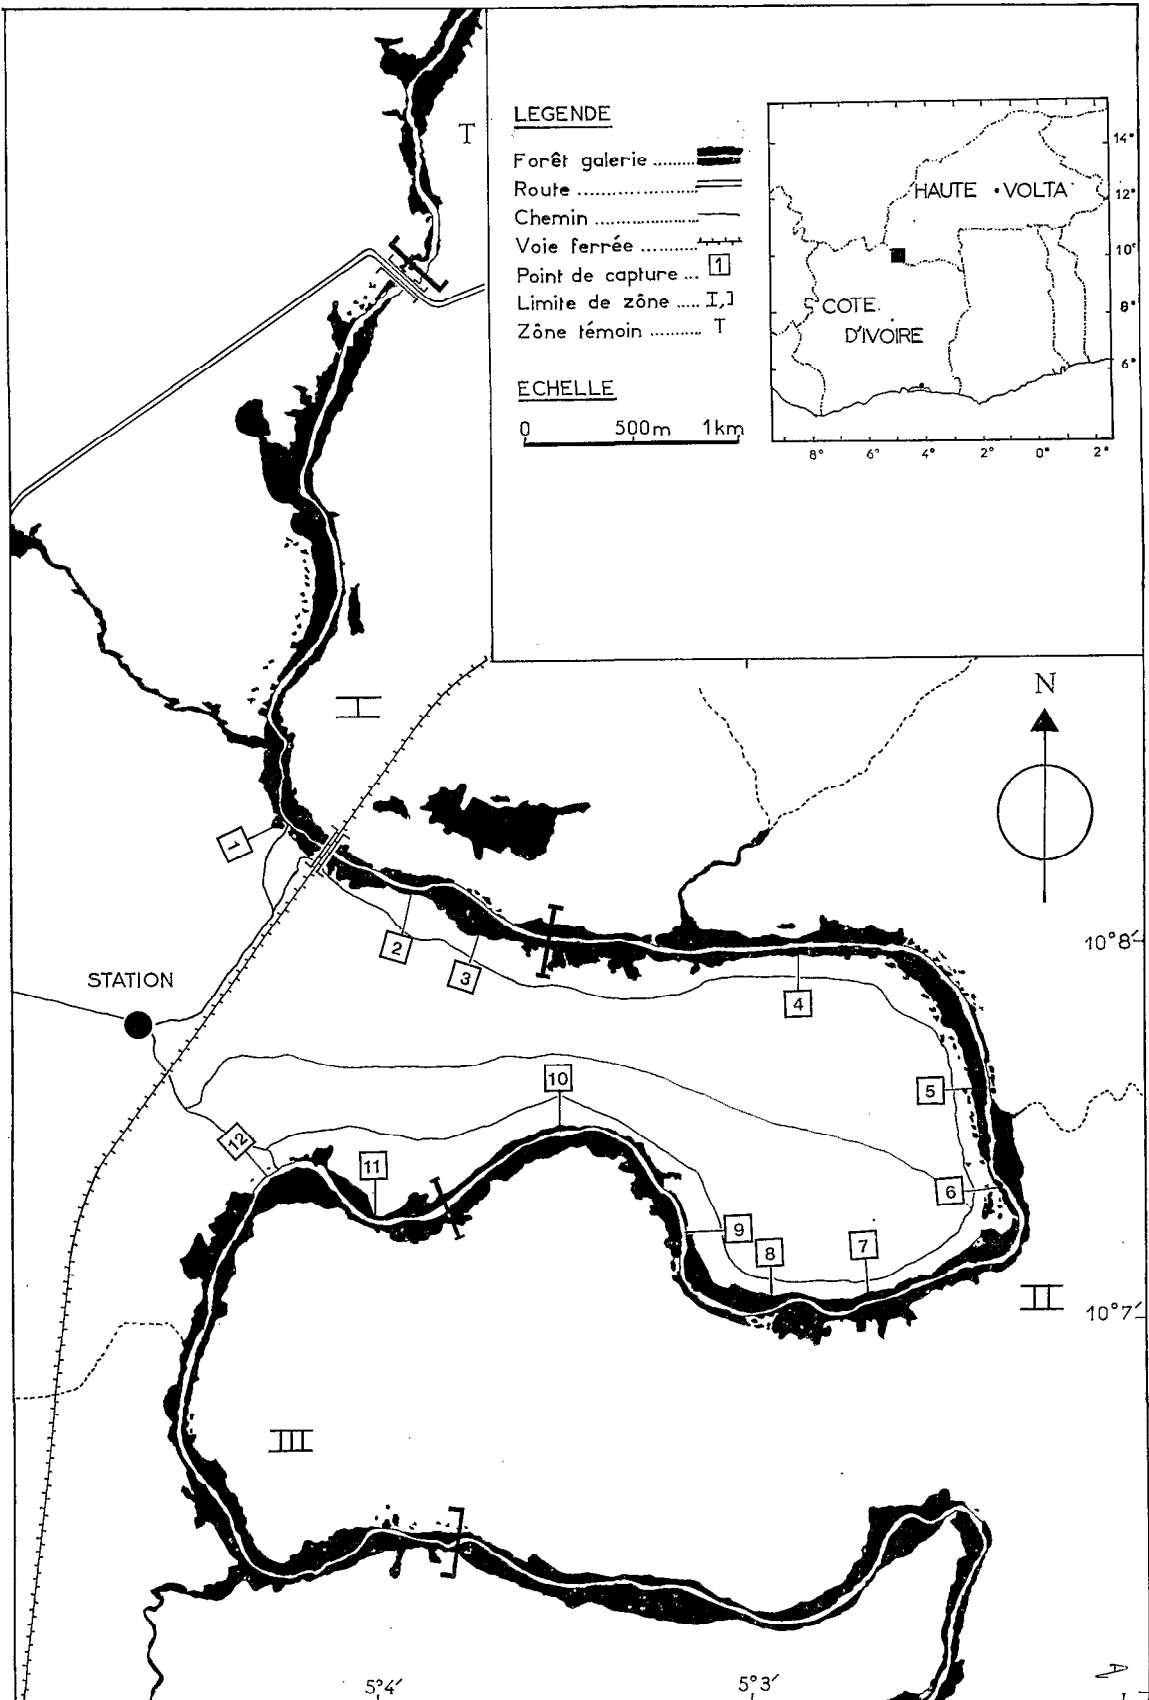 T
LEGENDE
Forêt galerie ........
Route ......................
Chemin ...................
Voie ferrée ...........
Point de capture ... 1
Limite de zône ..... I,]
Zône témoin ......... T
ECHELLE
0 500m 1km
HAUTE • VOLTA
COTE
D'IVOIRE
14°
12°
10°
8°
6°
8° 6° 4° 2° 0° 2°
I
N
1
2
3
4
10°8'
STATION
5
10
12
11
6
9
8
7
II
10°7'
III
5°4'
5°3'